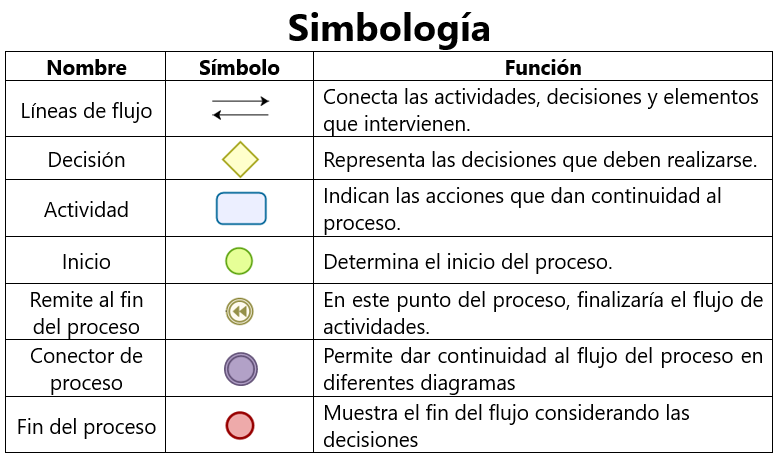 Simbología
Nombre Símbolo Función
Líneas de flujo
Conecta las actividades, decisiones y elementos
que intervienen.
Decisión
Representa las decisiones que deben realizarse.
Actividad
Indican las acciones que dan continuidad al
proceso.
Inicio
Determina el inicio del proceso.
Remite al fin
del proceso
En este punto del proceso, finalizaría el flujo de
actividades.
Conector de
proceso
Permite dar continuidad al flujo del proceso en
diferentes diagramas
Fin del proceso
Muestra el fin del flujo considerando las
decisiones